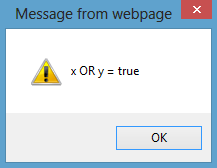 Message from webpage
x OR y = true
OK